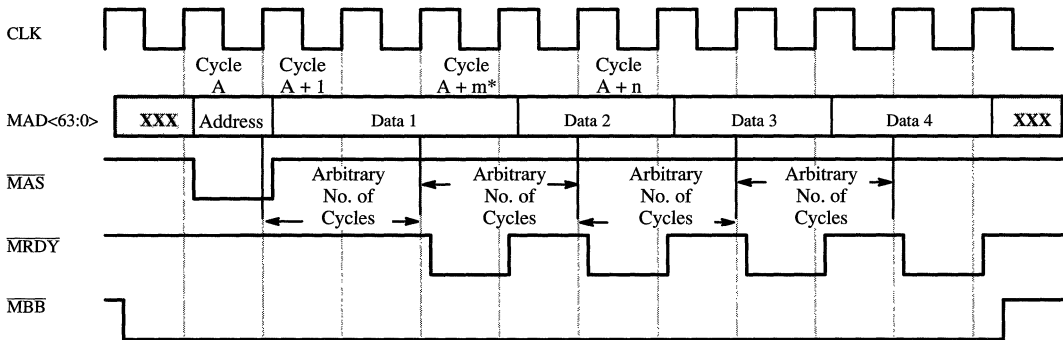 CLK
Cycle
A
Cycle
A + 1
Cycle
A + m*
Cycle
A + n
MAD<63:0>
XXX
Address
Data 1
Data 2
Data 3
Data 4
XXX
MAS
Arbitrary
No. of
Cycles
Arbitrary
No. of
Cycles
Arbitrary
No. of
Cycles
Arbitrary
No. of
Cycles
MRDY
MBB